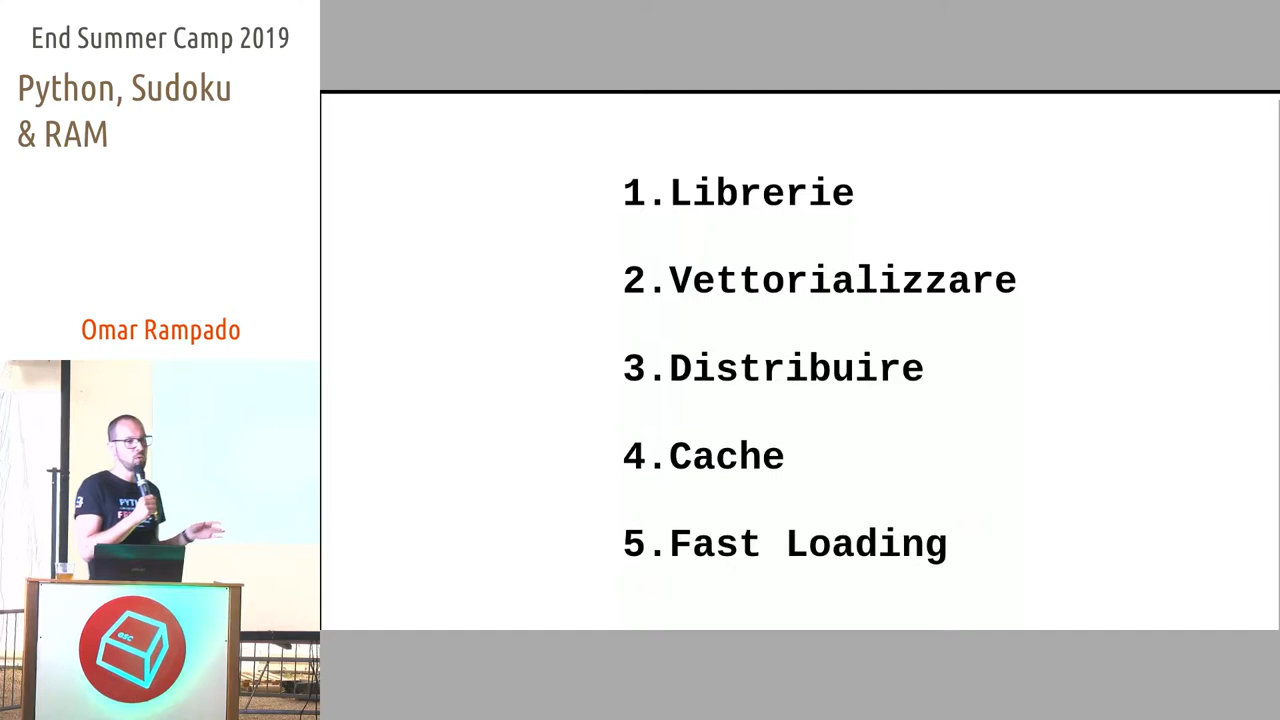 End Summer Camp 2019
Python, Sudoku
& RAM
Omar Rampado
esc
1.Librerie
2.Vettorializzare
3.Distribuire
4.Cache
5.Fast Loading